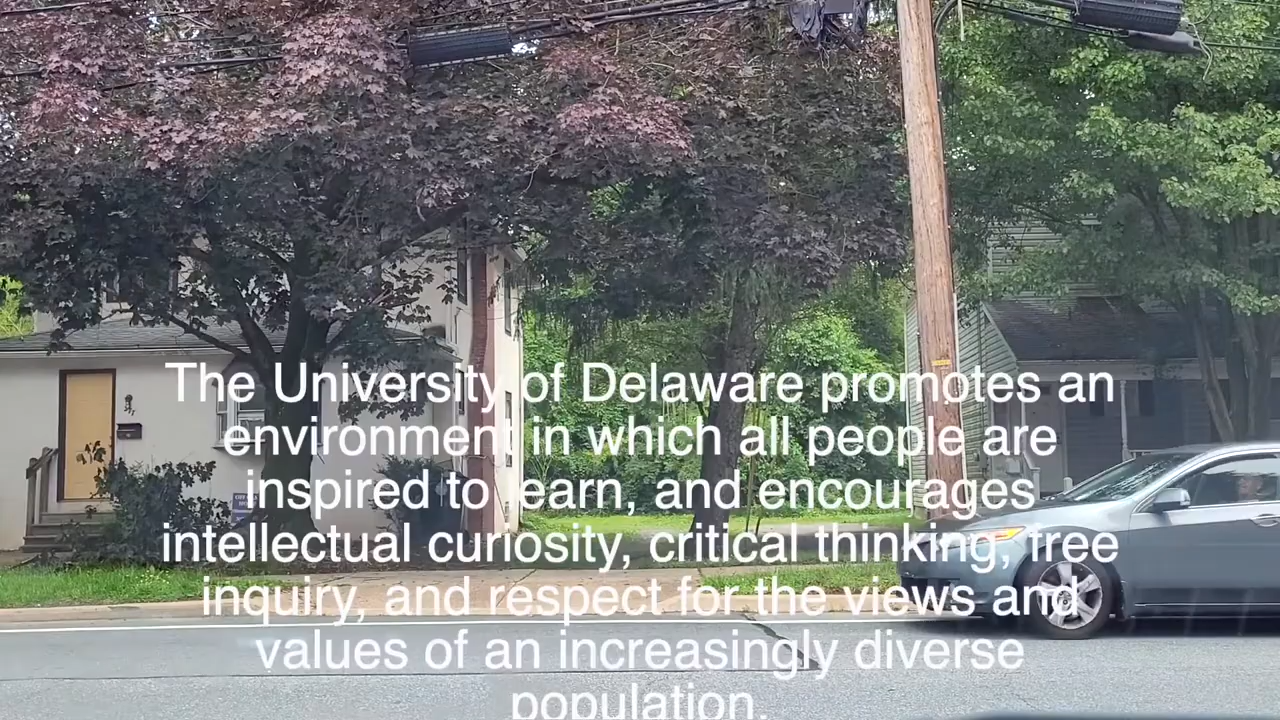 The University of Delaware promotes an
environment in which all people are
inspired to learn, and encourages
intellectual curiosity, critical thinking, free
inquiry, and respect for the views and
values of an increasingly diverse
population.